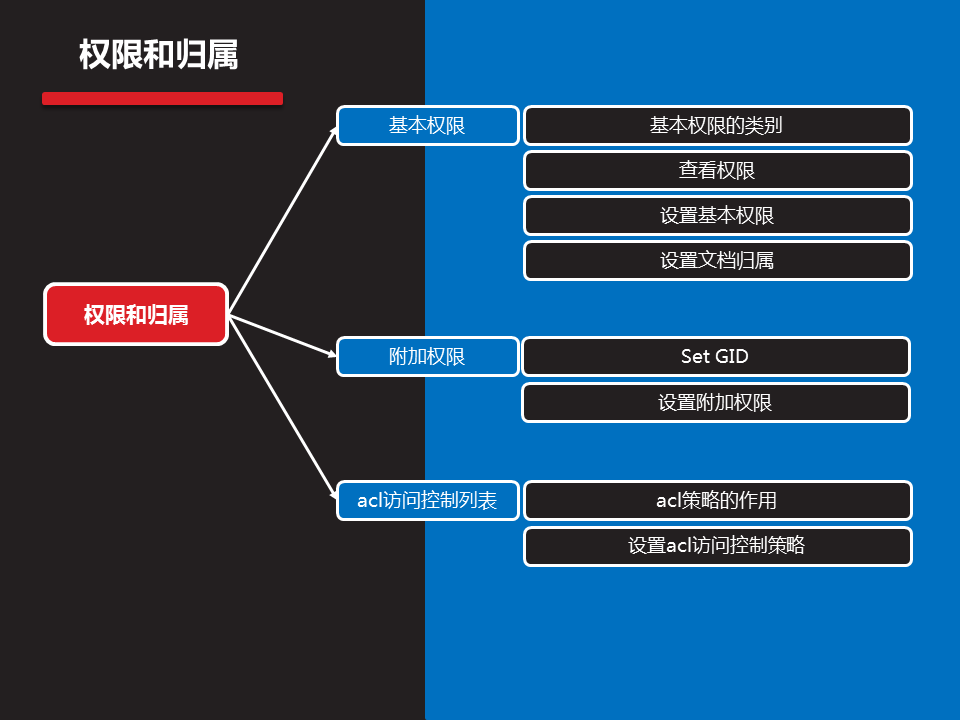 权限和归属
基本权限
基本权限的类别
查看权限
设置基本权限
设置文档归属
权限和归属
附加权限
Set GID
设置附加权限
acl访问控制列表
acl策略的作用
设置acl访问控制策略